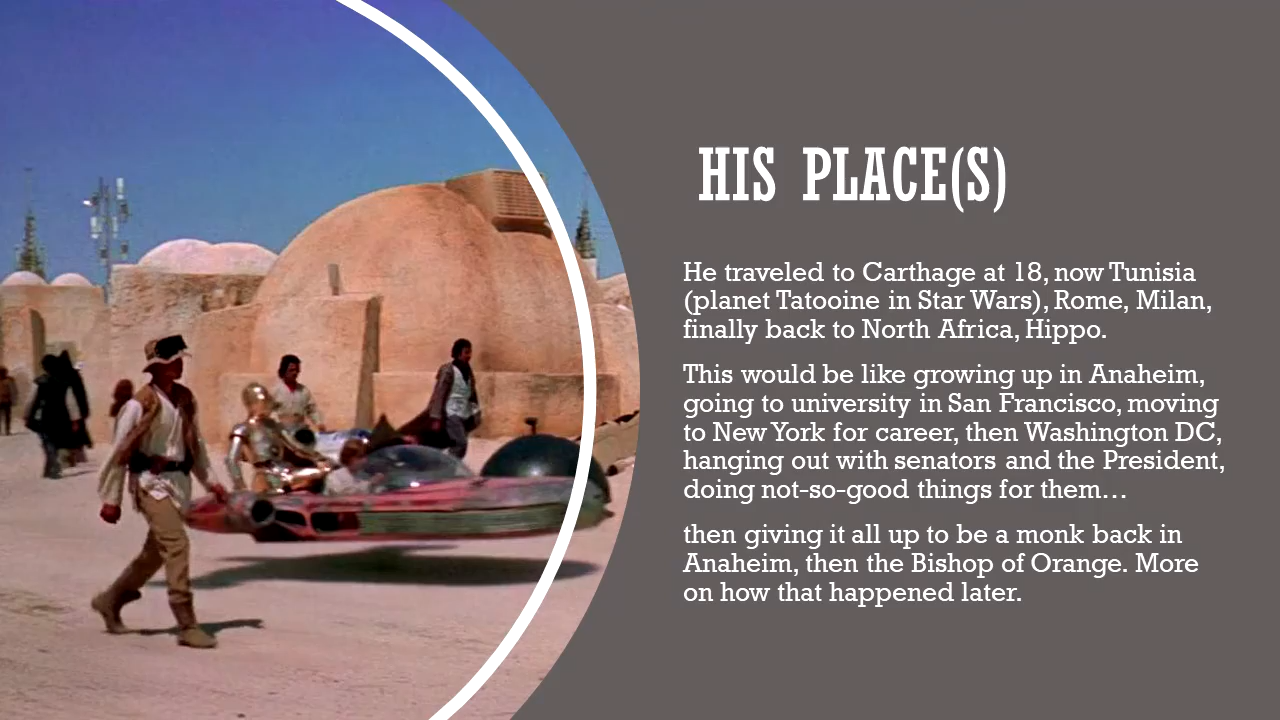 HIS PLACE(S)
He traveled to Carthage at 18, now Tunisia
(planet Tatooine in Star Wars), Rome, Milan,
finally back to North Africa, Hippo.
This would be like growing up in Anaheim,
going to university in San Francisco, moving
to New York for career, then Washington DC,
hanging out with senators and the President,
doing not-so-good things for them…
then giving it all up to be a monk back in
Anaheim, then the Bishop of Orange. More
on how that happened later.